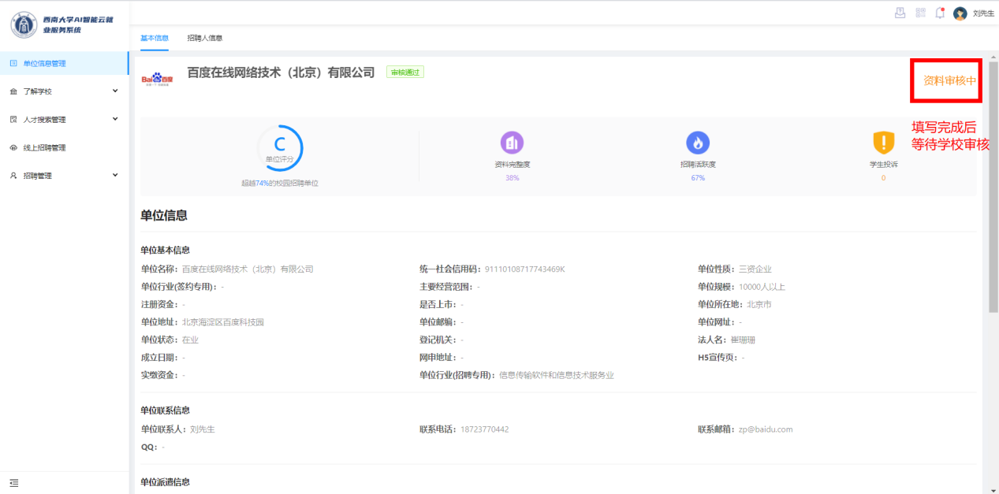 西南大学AI智能云就
业服务系统
刘先生
基本信息
招聘人信息
单位信息管理
了解学校
人才搜索管理
线上招聘管理
招聘管理
Bai百度
百度在线网络技术（北京）有限公司
审核通过
资料审核中
填写完成后
等待学校审核
C
单位评分
超越74%的校园招聘单位
资料完整度
38%
招聘活跃度
67%
学生投诉
0
单位信息
单位基本信息
单位名称： 百度在线网络技术（北京）有限公司
统一社会信用码： 91110108717743469K
单位性质： 三资企业
单位行业(签约专用)： -
主要经营范围： -
单位规模： 10000人以上
注册资金： -
是否上市： -
单位所在地： 北京市
单位地址： 北京海淀区百度科技园
单位邮编： -
单位网址： -
单位状态： 在业
登记机关： -
法人名： 崔珊珊
成立日期： -
网申地址： -
H5宣传页： -
实缴资金： -
单位行业(招聘专用)： 信息传输软件和信息技术服务业
单位联系信息
单位联系人： 刘先生
联系电话： 18723770442
联系邮箱： zp@baidu.com
QQ： -
单位派遣信息